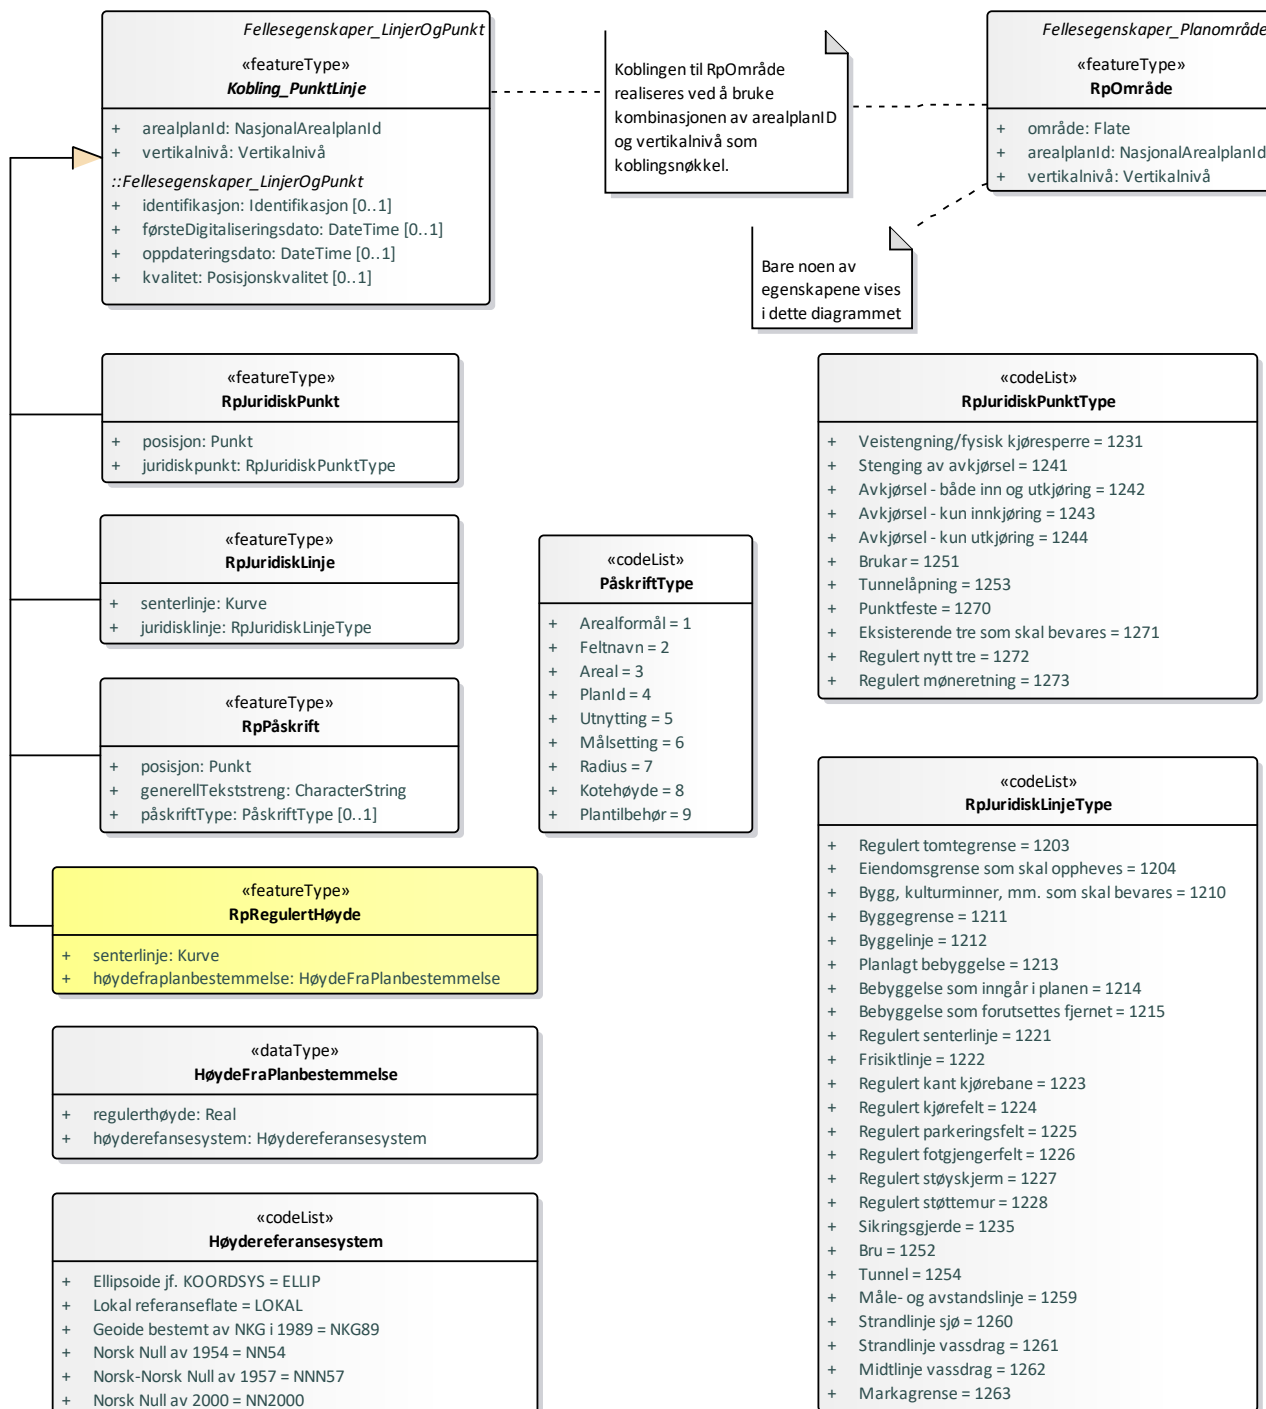 Fellesegenskaper_LinjerOgPunkt
«featureType»
Kobling_PunktLinje
+ arealplanId: NasjonalArealplanId
+ vertikalnivå: Vertikalnivå
::Fellesegenskaper_LinjerOgPunkt
+ identifikasjon: Identifikasjon [0..1]
+ førsteDigitaliseringsdato: DateTime [0..1]
+ oppdateringsdato: DateTime [0..1]
+ kvalitet: Posisjonskvalitet [0..1]
Koblingen til RpOmråde
realiseres ved å bruke
kombinasjonen av arealplanID
og vertikalnivå som
koblingsnøkkel.
Fellesegenskaper_Planområde
«featureType»
RpOmråde
+ område: Flate
+ arealplanId: NasjonalArealplanId
+ vertikalnivå: Vertikalnivå
Bare noen av
egenskapene vises
i dette diagrammet
«featureType»
RpJuridiskPunkt
+ posisjon: Punkt
+ juridiskpunkt: RpJuridiskPunktType
«featureType»
RpJuridiskLinje
+ senterlinje: Kurve
+ juridisklinje: RpJuridiskLinjeType
«featureType»
RpPåskrift
+ posisjon: Punkt
+ generellTekststreng: CharacterString
+ påskriftType: PåskriftType [0..1]
«featureType»
RpRegulertHøyde
+ senterlinje: Kurve
+ høydefraplanbestemmelse: HøydeFraPlanbestemmelse
«dataType»
HøydeFraPlanbestemmelse
+ regulerthøyde: Real
+ høyderefansesystem: Høydereferansesystem
«codeList»
Høydereferansesystem
+ Ellipsoide jf. KOORDSYS = ELLIP
+ Lokal referanseflate = LOKAL
+ Geoide bestemt av NKG i 1989 = NKG89
+ Norsk Null av 1954 = NN54
+ Norsk-Norsk Null av 1957 = NNN57
+ Norsk Null av 2000 = NN2000
«codeList»
PåskriftType
+ Arealformål = 1
+ Feltnavn = 2
+ Areal = 3
+ PlanId = 4
+ Utnytting = 5
+ Målsetting = 6
+ Radius = 7
+ Kotehøyde = 8
+ Plantilbehør = 9
«codeList»
RpJuridiskPunktType
+ Veistengning/fysisk kjøresperre = 1231
+ Stenging av avkjørsel = 1241
+ Avkjørsel - både inn og utkjøring = 1242
+ Avkjørsel - kun innkjøring = 1243
+ Avkjørsel - kun utkjøring = 1244
+ Brukar = 1251
+ Tunnelåpning = 1253
+ Punktfeste = 1270
+ Eksisterende tre som skal bevares = 1271
+ Regulert nytt tre = 1272
+ Regulert møneretning = 1273
«codeList»
RpJuridiskLinjeType
+ Regulert tomtegrense = 1203
+ Eiendomsgrense som skal oppheves = 1204
+ Bygg, kulturminner, mm. som skal bevares = 1210
+ Byggegrense = 1211
+ Byggelinje = 1212
+ Planlagt bebyggelse = 1213
+ Bebyggelse som inngår i planen = 1214
+ Bebyggelse som forutsettes fjernet = 1215
+ Regulert senterlinje = 1221
+ Frisiktlinje = 1222
+ Regulert kant kjørebane = 1223
+ Regulert kjørefelt = 1224
+ Regulert parkeringsfelt = 1225
+ Regulert fotgjengerfelt = 1226
+ Regulert støyskjerm = 1227
+ Regulert støttemur = 1228
+ Sikringsgjerde = 1235
+ Bru = 1252
+ Tunnel = 1254
+ Måle- og avstandslinje = 1259
+ Strandlinje sjø = 1260
+ Strandlinje vassdrag = 1261
+ Midtlinje vassdrag = 1262
+ Markagrense = 1263